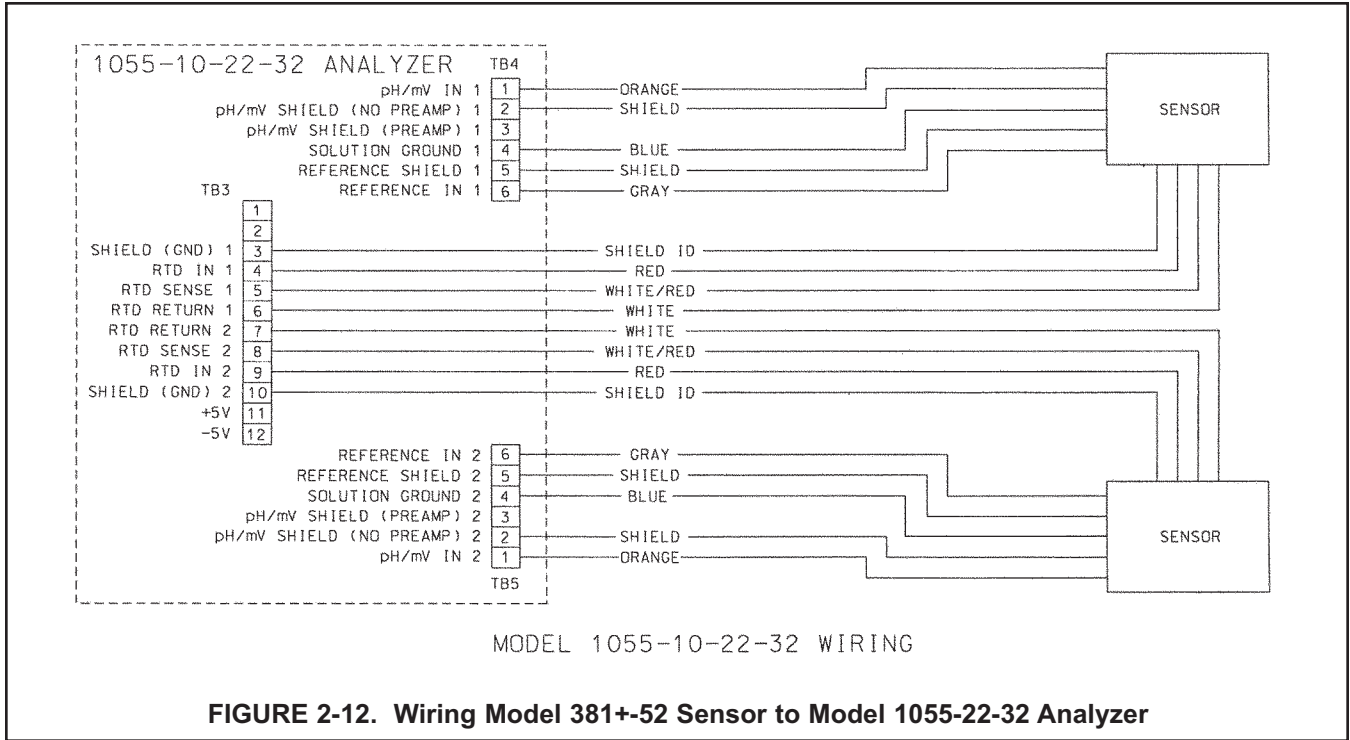 1055-10-22-32 ANALYZER TB4
pH/mV IN 1 1 ORANGE
pH/mV SHIELD (NO PREAMP) 1 2 SHIELD
pH/mV SHIELD (PREAMP) 1 3
SOLUTION GROUND 1 4 BLUE
REFERENCE SHIELD 1 5 SHIELD
REFERENCE IN 1 6 GRAY
SENSOR
TB3
1
2
SHIELD (GND) 1 3 SHIELD ID
RTD IN 1 4 RED
RTD SENSE 1 5 WHITE/RED
RTD RETURN 1 6 WHITE
RTD RETURN 2 7 WHITE
RTD SENSE 2 8 WHITE/RED
RTD IN 2 9 RED
SHIELD (GND) 2 10 SHIELD ID
+5V 11
-5V 12
REFERENCE IN 2 6 GRAY
REFERENCE SHIELD 2 5 SHIELD
SOLUTION GROUND 2 4 BLUE
pH/mV SHIELD (PREAMP) 2 3
pH/mV SHIELD (NO PREAMP) 2 2 SHIELD
pH/mV IN 2 1 ORANGE
TB5
SENSOR
MODEL 1055-10-22-32 WIRING
FIGURE 2-12. Wiring Model 381+-52 Sensor to Model 1055-22-32 Analyzer